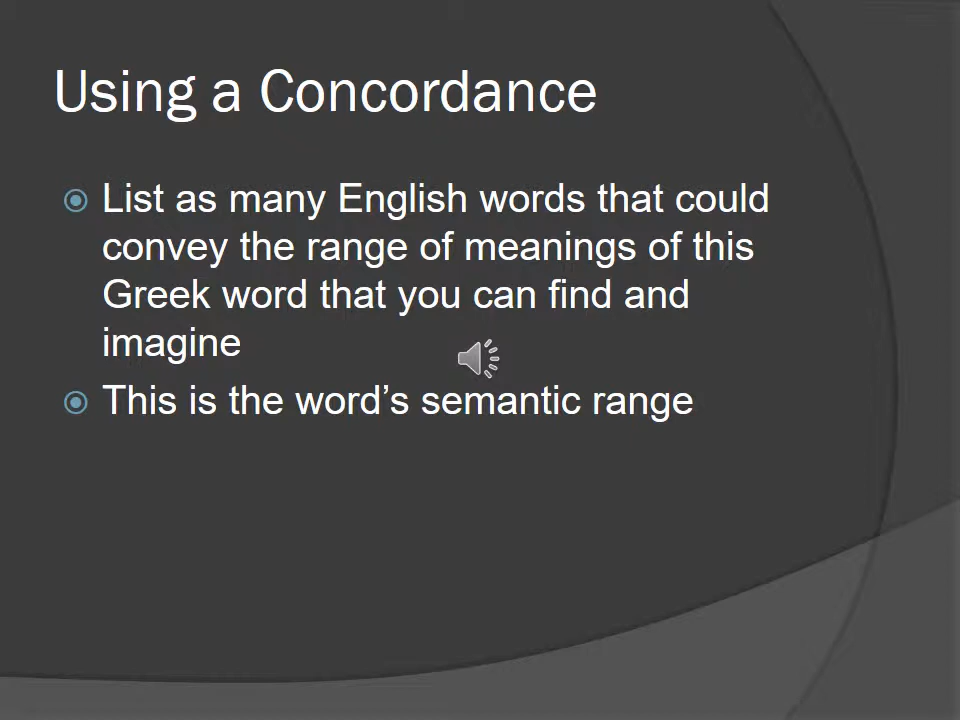 Using a Concordance
List as many English words that could
convey the range of meanings of this
Greek word that you can find and
imagine
This is the word’s semantic range